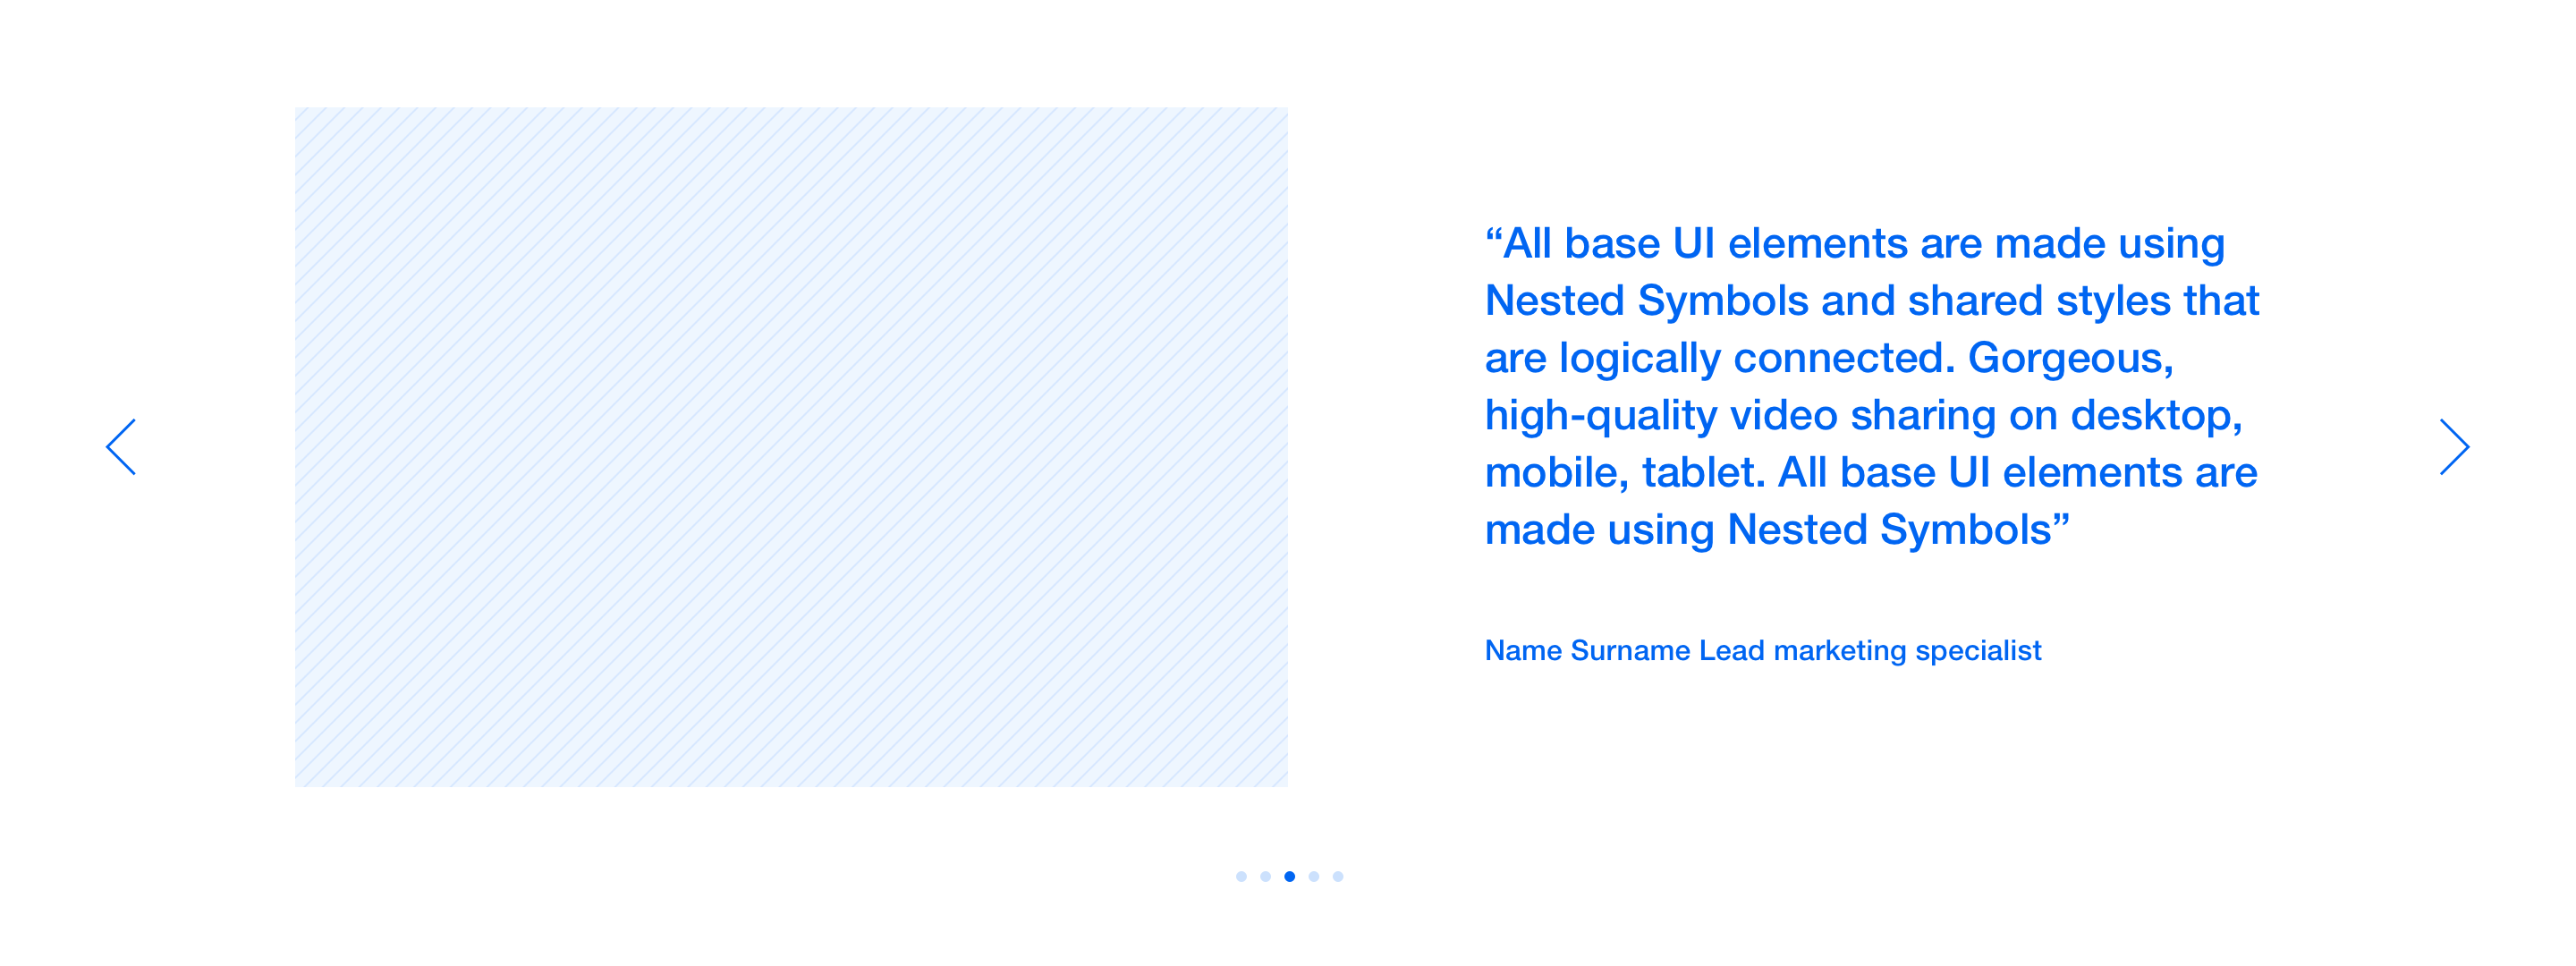 “All base UI elements are made using
Nested Symbols and shared styles that
are logically connected. Gorgeous,
high-quality video sharing on desktop,
mobile, tablet. All base UI elements are
made using Nested Symbols”
Name Surname Lead marketing specialist